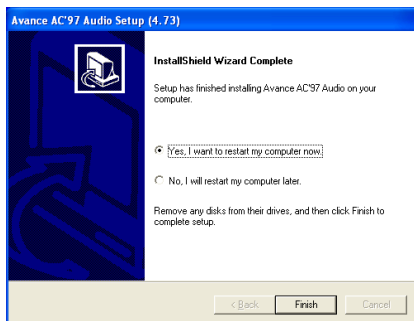 Avance AC'97 Audio Setup (4.73)
InstallShield Wizard Complete
Setup has finished installing Avance AC'97 Audio on your
computer.
Yes, I want to restart my computer now.
No, I will restart my computer later.
Remove any disks from their drives, and then click Finish to
complete setup.
< Back
Finish
Cancel